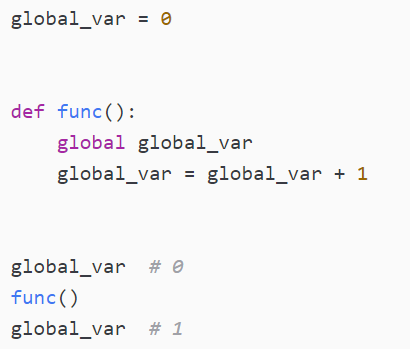 global_var = 0
def func():
    global global_var
    global_var = global_var + 1
global_var  # 0
func()
global_var  # 1